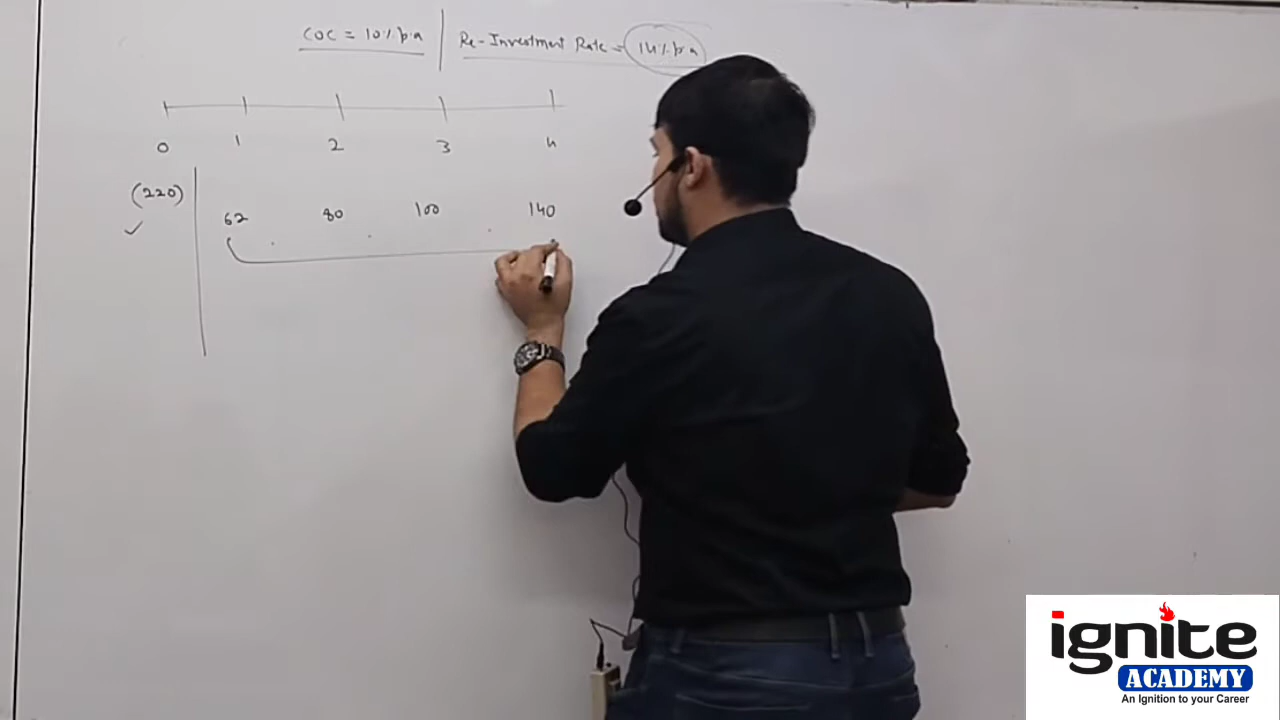 COC = 10% p.a | Re-Investment Rate = 14% p.a
0 1 2 3 4
(220) 62 80 100 140
ignite
ACADEMY
An Ignition to your Career